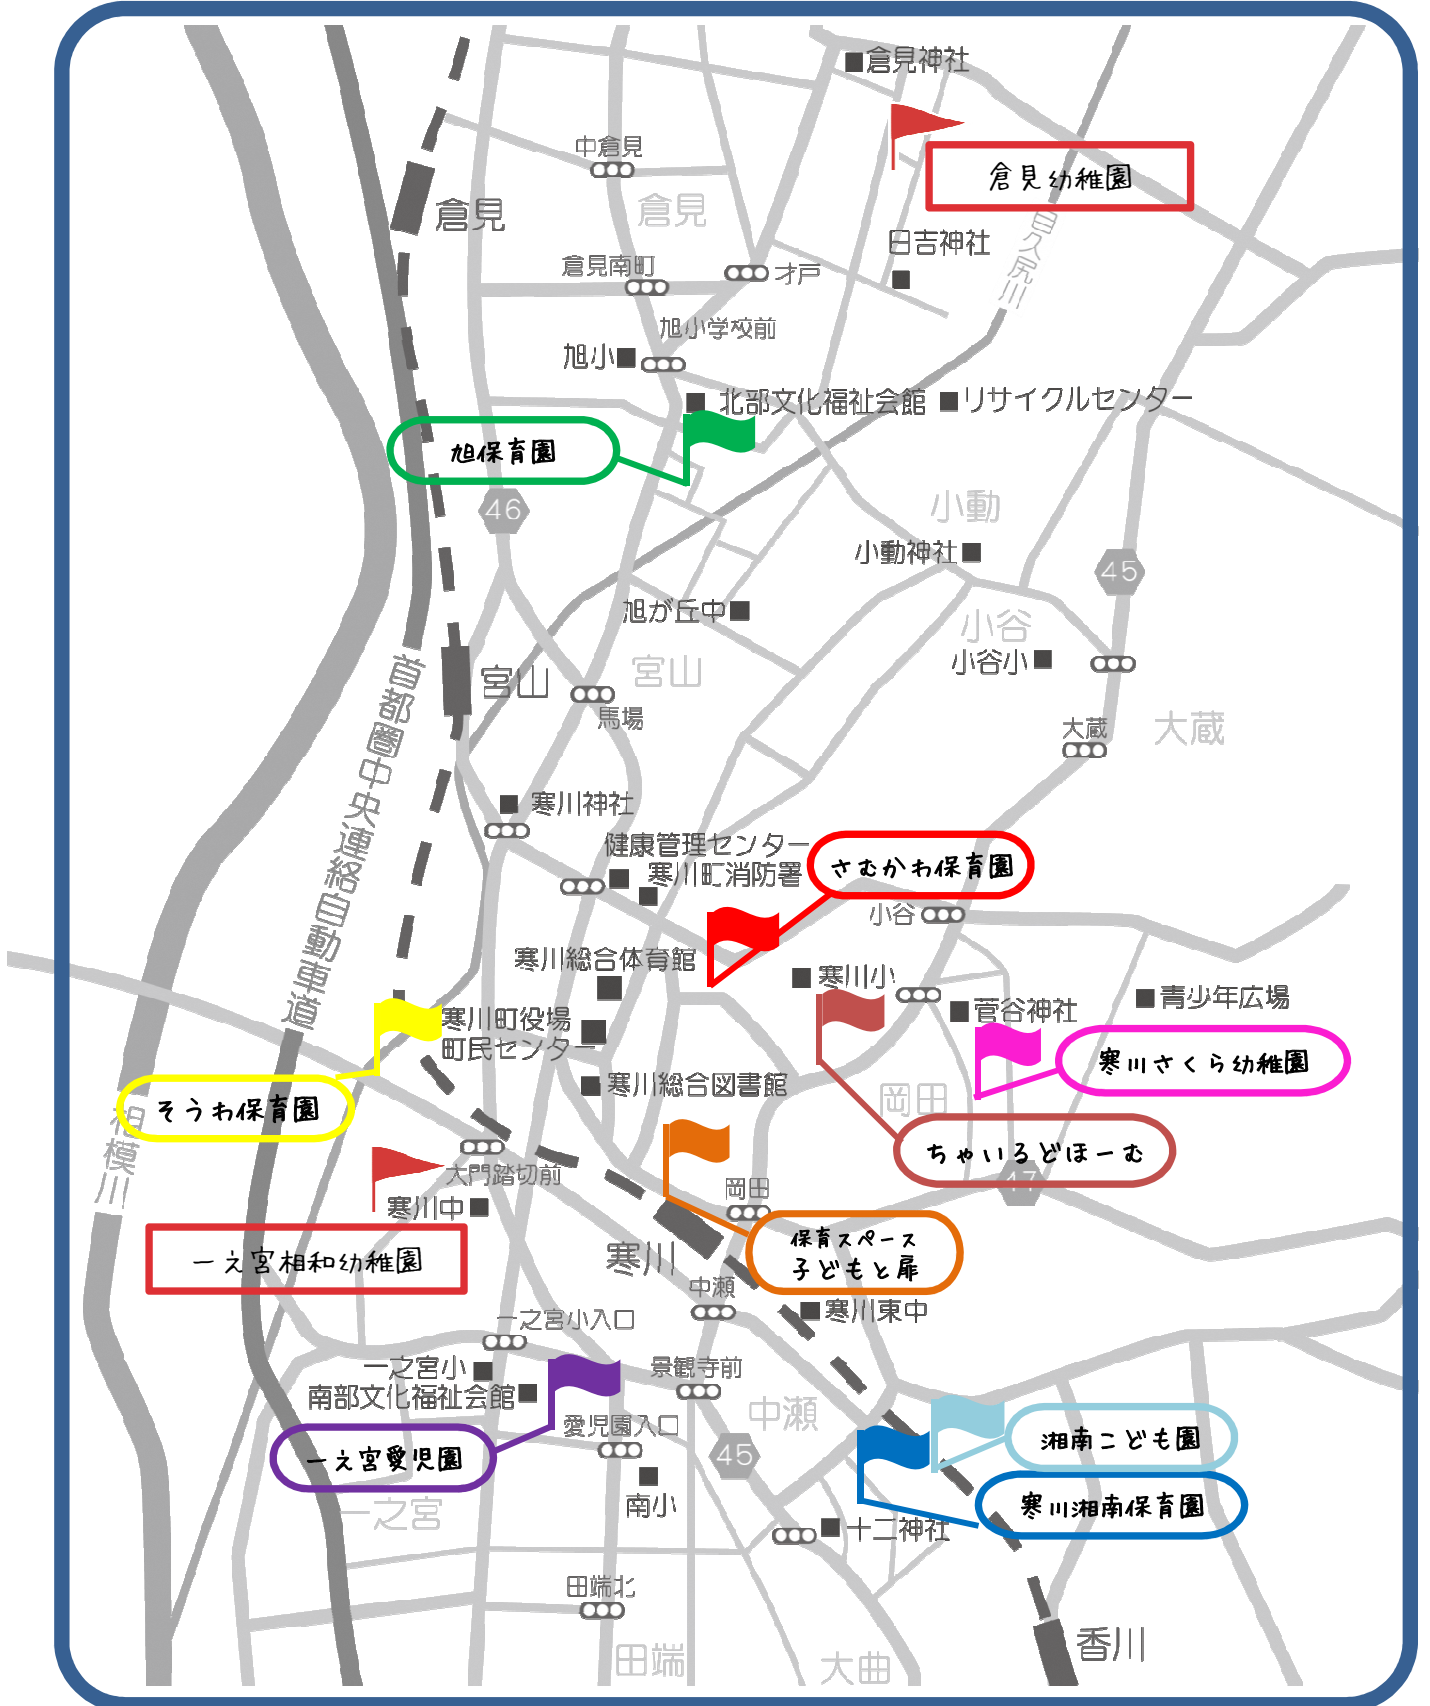 倉見神社
中倉見
倉見幼稚園
倉見
倉見
目久尻川
日吉神社
倉見南町
才戸
旭小学校前
旭小
北部文化福祉会館
リサイクルセンター
旭保育園
46
小動
小動神社
45
旭が丘中
小谷
小谷小
宮山
宮山
首都圏中央連絡自動車道
馬場
大蔵
大蔵
寒川神社
健康管理センター
寒川町消防署
さむかわ保育園
小谷
寒川総合体育館
寒川小
菅谷神社
青少年広場
寒川町役場
町民センター
寒川さくら幼稚園
寒川総合図書館
岡田
そうわ保育園
相模川
ちゃいるどほーむ
大門踏切前
47
岡田
寒川中
保育スペース
子どもと扉
一之宮相和幼稚園
寒川
中瀬
寒川東中
一之宮小入口
一之宮小
景観寺前
南部文化福祉会館
中瀬
愛児園入口
湘南こども園
一之宮愛児園
45
南小
寒川湘南保育園
一之宮
十二神社
田端北
田端
大曲
香川